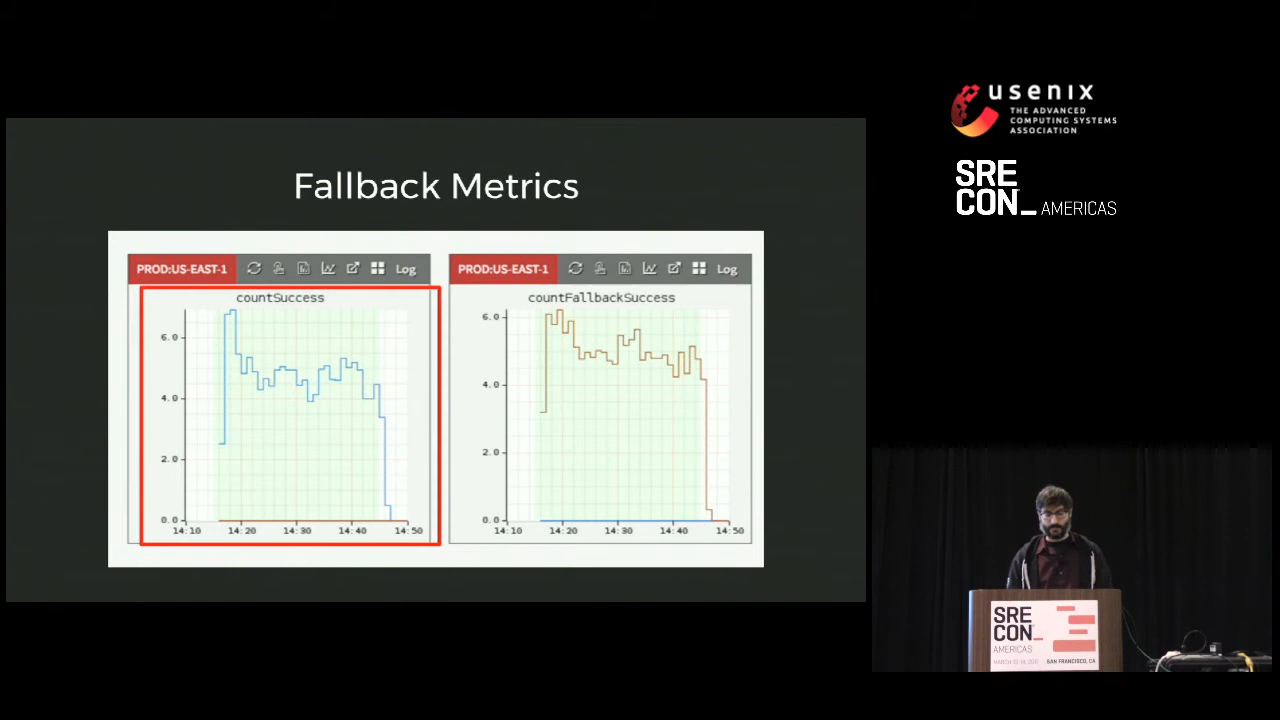 Fallback Metrics
PROD:US-EAST-1
Log
countSuccess
6.0
4.0
2.0
0.0
14:10 14:20 14:30 14:40 14:50
PROD:US-EAST-1
Log
countFallbackSuccess
6.0
4.0
2.0
0.0
14:10 14:20 14:30 14:40 14:50
usenix
THE ADVANCED
COMPUTING SYSTEMS
ASSOCIATION
SRE
CON_ AMERICAS
SRE
CON_
AMERICAS
SAN FRANCISCO, CA